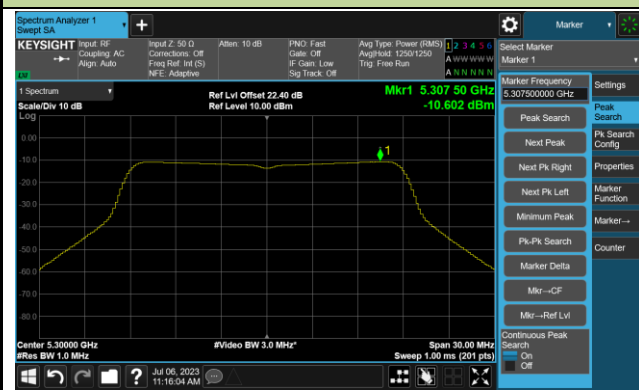 Spectrum Analyzer 1
Swept SA
+
Marker
KEYSIGHT
Input: RF
Coupling: AC
Align: Auto
Input Z: 50 Ω
Corrections: Off
Freq Ref: Int (S)
NFE: Adaptive
Atten: 10 dB
PNO: Fast
Gate: Off
IF Gain: Low
Sig Track: Off
Avg Type: Power (RMS)
Avg|Hold: 1250/1250
Trig: Free Run
1 2 3 4 5 6
A W W W W W
A N N N N N
LXI
Select Marker
Marker 1
1 Spectrum
Scale/Div 10 dB
Log
Ref Lvl Offset 22.40 dB
Ref Level 10.00 dBm
Mkr1 5.307 50 GHz
-10.602 dBm
0.00
-10.0
-20.0
-30.0
-40.0
-50.0
-60.0
-70.0
-80.0
1
Center 5.30000 GHz
#Res BW 1.0 MHz
#Video BW 3.0 MHz*
Span 30.00 MHz
Sweep 1.00 ms (201 pts)
Marker Frequency
5.307500000 GHz
Peak Search
Next Peak
Next Pk Right
Next Pk Left
Minimum Peak
Pk-Pk Search
Marker Delta
Mkr→CF
Mkr→Ref Lvl
Continuous Peak
Search
On
Off
Settings
Peak
Search
Pk Search
Config
Properties
Marker
Function
Marker→
Counter
?
Jul 06, 2023
11:16:04 AM